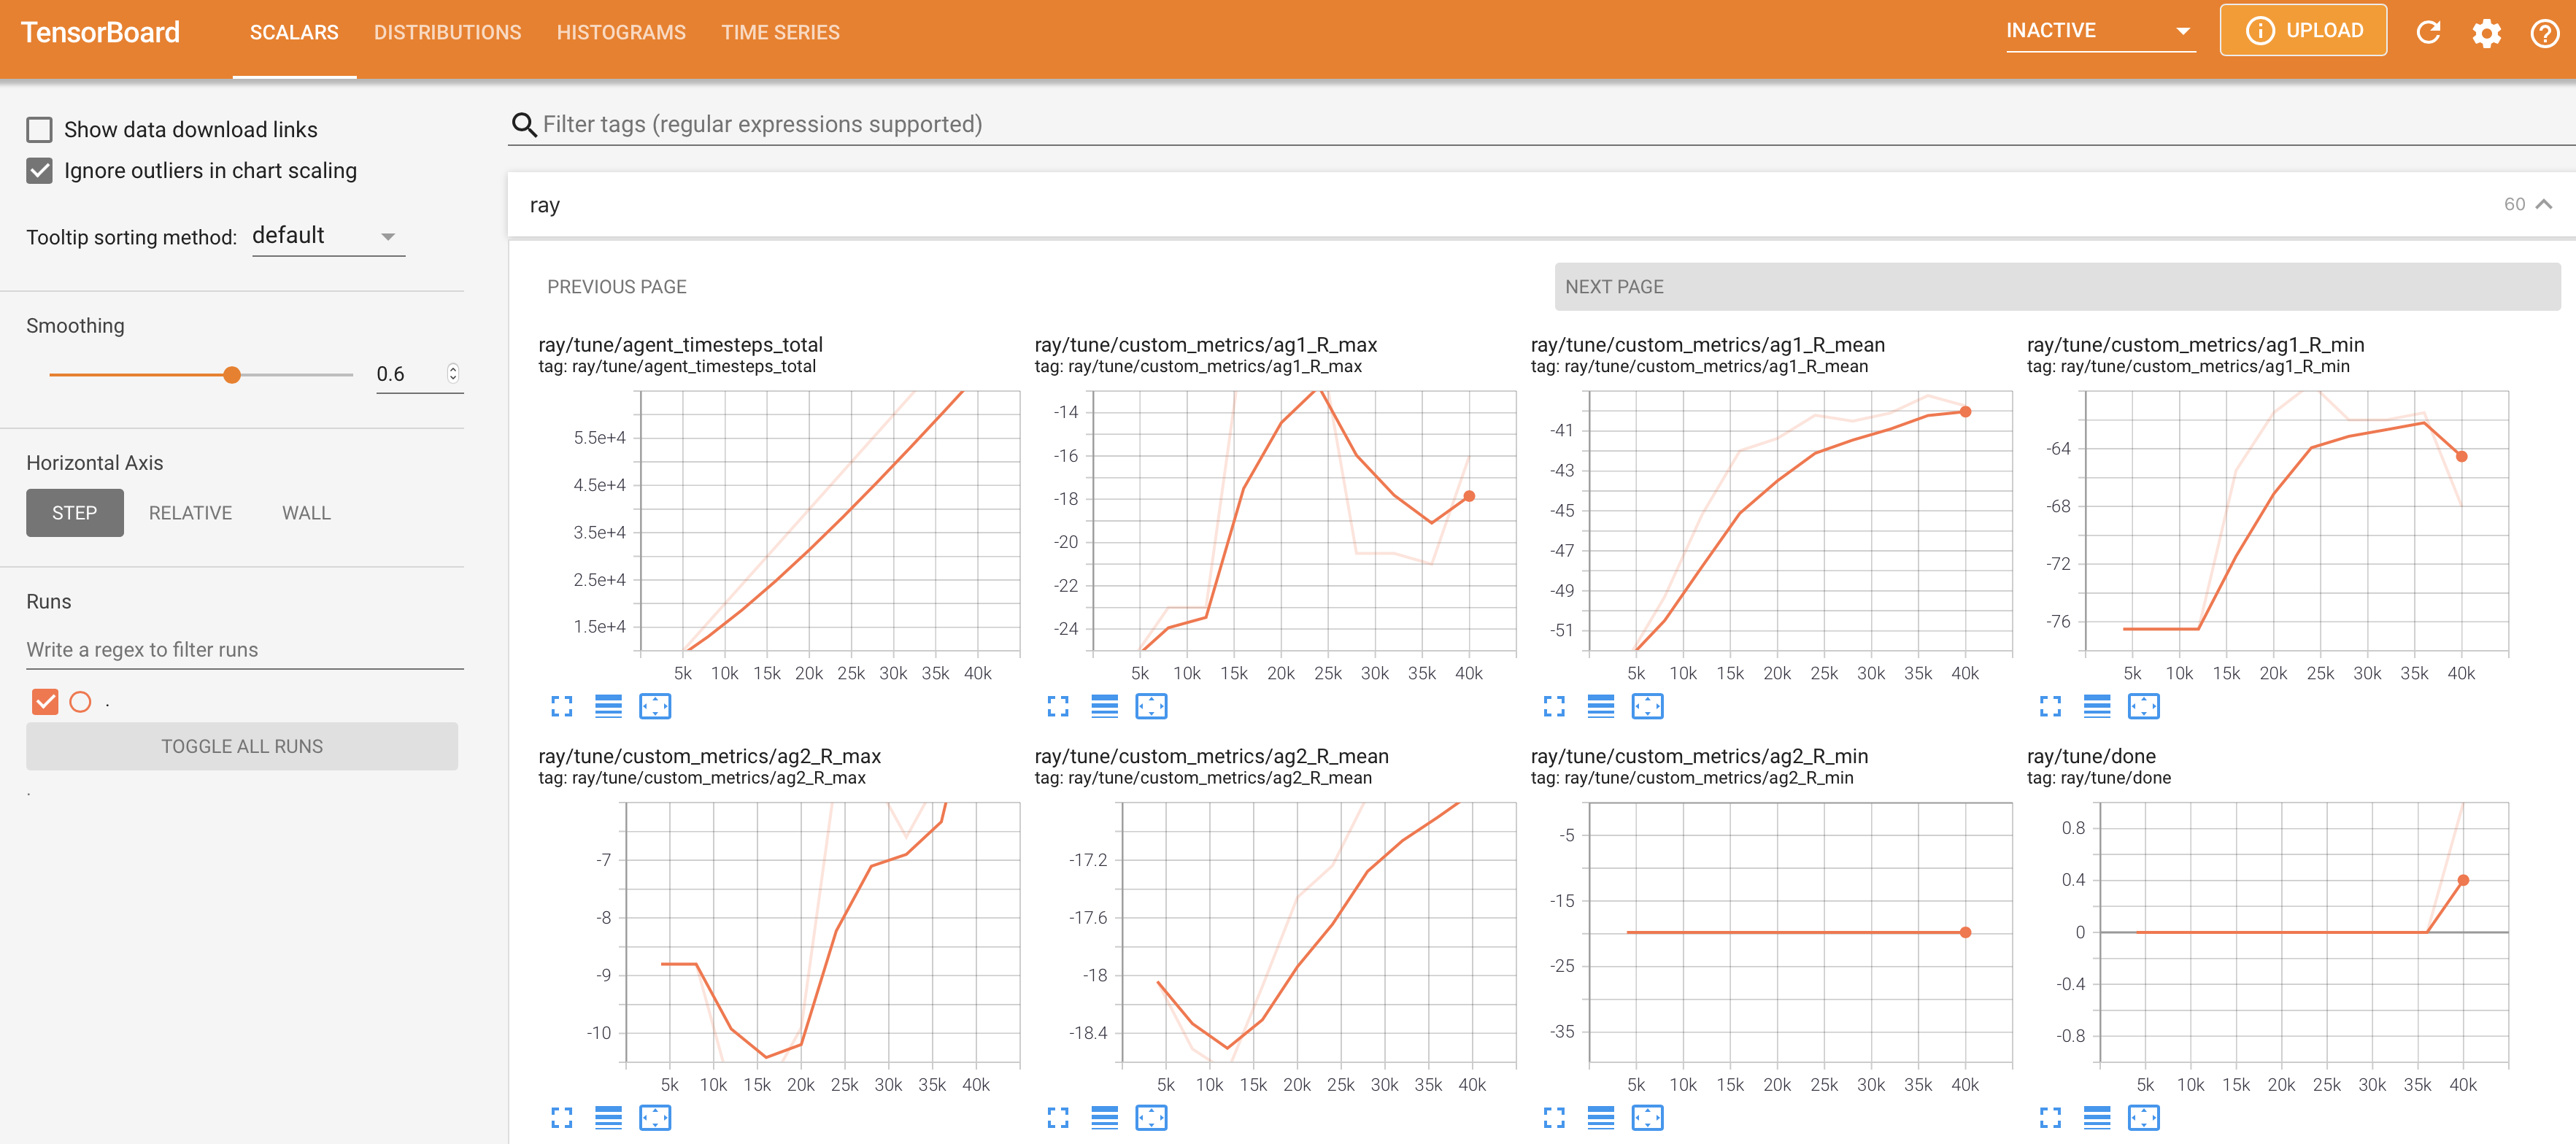 TensorBoard SCALARS DISTRIBUTIONS HISTOGRAMS TIME SERIES INACTIVE UPLOAD
Show data download links
Ignore outliers in chart scaling
Tooltip sorting method: default
Smoothing
0.6
Horizontal Axis
STEP RELATIVE WALL
Runs
Write a regex to filter runs
.
TOGGLE ALL RUNS
.
Filter tags (regular expressions supported)
ray 60
PREVIOUS PAGE NEXT PAGE
ray/tune/agent_timesteps_total
tag: ray/tune/agent_timesteps_total
5.5e+4
4.5e+4
3.5e+4
2.5e+4
1.5e+4
5k 10k 15k 20k 25k 30k 35k 40k
ray/tune/custom_metrics/ag1_R_max
tag: ray/tune/custom_metrics/ag1_R_max
-14
-16
-18
-20
-22
-24
5k 10k 15k 20k 25k 30k 35k 40k
ray/tune/custom_metrics/ag1_R_mean
tag: ray/tune/custom_metrics/ag1_R_mean
-41
-43
-45
-47
-49
-51
5k 10k 15k 20k 25k 30k 35k 40k
ray/tune/custom_metrics/ag1_R_min
tag: ray/tune/custom_metrics/ag1_R_min
-64
-68
-72
-76
5k 10k 15k 20k 25k 30k 35k 40k
ray/tune/custom_metrics/ag2_R_max
tag: ray/tune/custom_metrics/ag2_R_max
-7
-8
-9
-10
5k 10k 15k 20k 25k 30k 35k 40k
ray/tune/custom_metrics/ag2_R_mean
tag: ray/tune/custom_metrics/ag2_R_mean
-17.2
-17.6
-18
-18.4
5k 10k 15k 20k 25k 30k 35k 40k
ray/tune/custom_metrics/ag2_R_min
tag: ray/tune/custom_metrics/ag2_R_min
-5
-15
-25
-35
5k 10k 15k 20k 25k 30k 35k 40k
ray/tune/done
tag: ray/tune/done
0.8
0.4
0
-0.4
-0.8
5k 10k 15k 20k 25k 30k 35k 40k